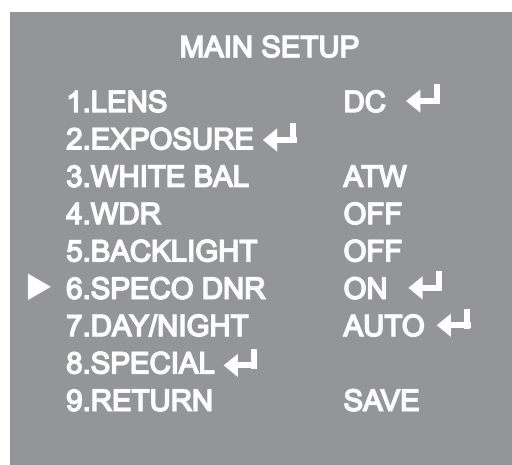 MAIN SETUP
1.LENS DC ↵
2.EXPOSURE ↵
3.WHITE BAL ATW
4.WDR OFF
5.BACKLIGHT OFF
▶ 6.SPECO DNR ON ↵
7.DAY/NIGHT AUTO ↵
8.SPECIAL ↵
9.RETURN SAVE